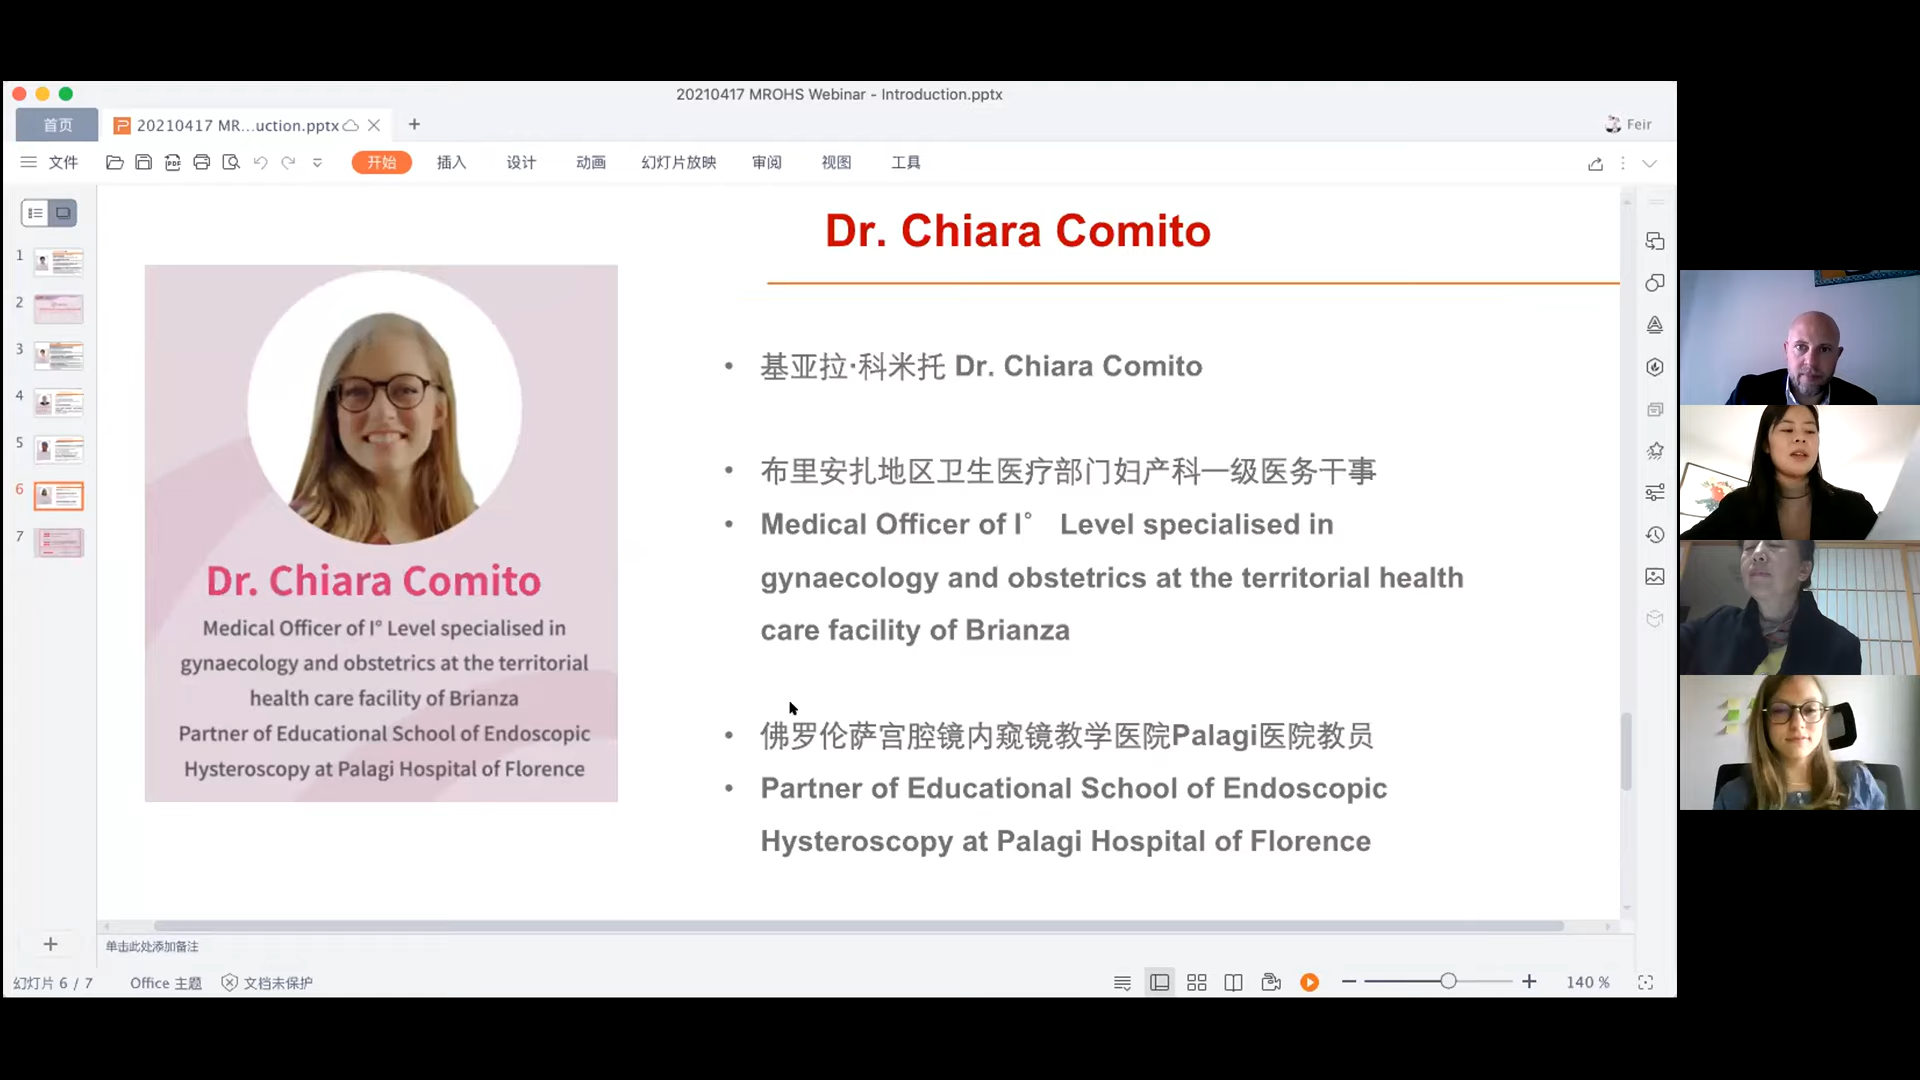 20210417 MROHS Webinar - Introduction.pptx
首页
20210417 MR...uction.pptx
Feir
文件
开始
插入
设计
动画
幻灯片放映
审阅
视图
工具
1
2
3
4
5
6
7
Dr. Chiara Comito
Medical Officer of I° Level specialised in
gynaecology and obstetrics at the territorial
health care facility of Brianza
Partner of Educational School of Endoscopic
Hysteroscopy at Palagi Hospital of Florence
Dr. Chiara Comito
• 基亚拉·科米托 Dr. Chiara Comito
• 布里安扎地区卫生医疗部门妇产科一级医务干事
• Medical Officer of I° Level specialised in
gynaecology and obstetrics at the territorial health
care facility of Brianza
• 佛罗伦萨宫腔镜内窥镜教学医院Palagi医院教员
• Partner of Educational School of Endoscopic
Hysteroscopy at Palagi Hospital of Florence
单击此处添加备注
幻灯片 6 / 7
Office 主题
文档未保护
140 %